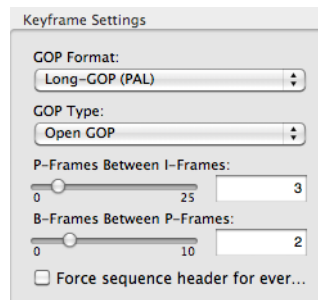 Keyframe Settings
GOP Format:
Long-GOP (PAL)
GOP Type:
Open GOP
P-Frames Between I-Frames:
0 25 3
B-Frames Between P-Frames:
0 10 2
Force sequence header for ever...